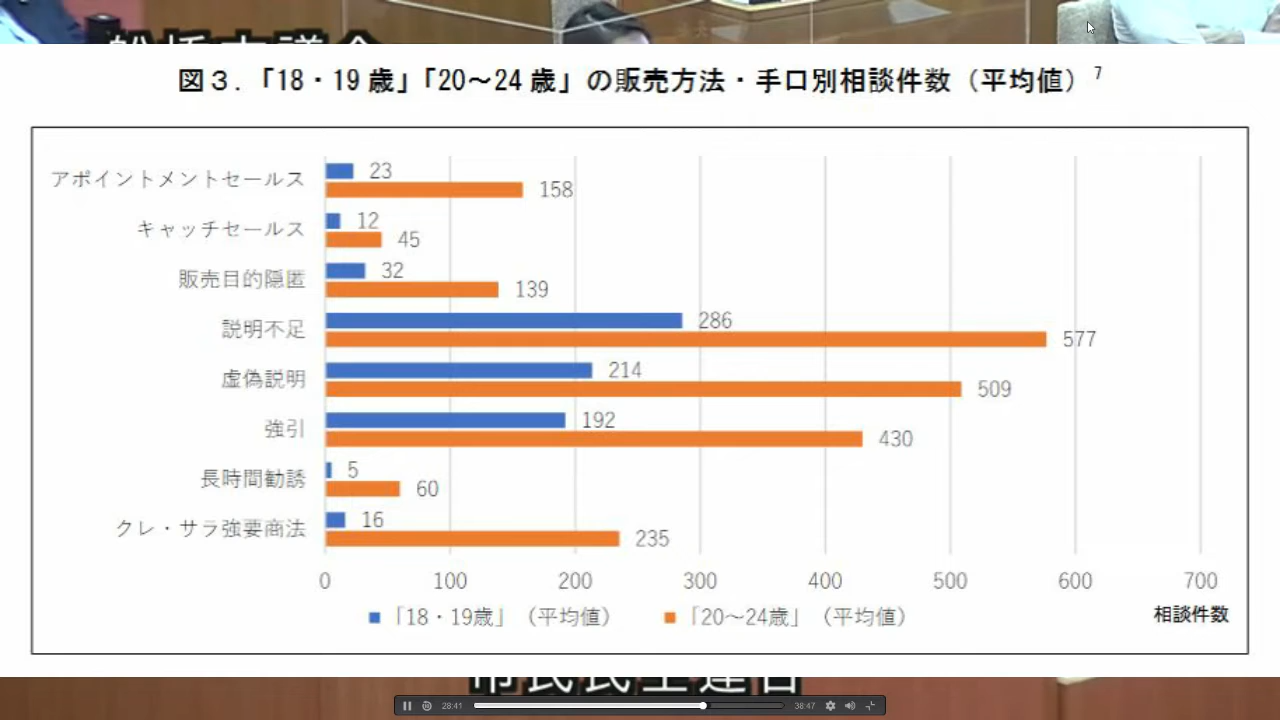 図３．「18・19 歳」「20～24 歳」の販売方法・手口別相談件数（平均値）7
アポイントメントセールス 23 158
キャッチセールス 12 45
販売目的隠匿 32 139
説明不足 286 577
虚偽説明 214 509
強引 192 430
長時間勧誘 5 60
クレ・サラ強要商法 16 235
0 100 200 300 400 500 600 700
「18・19歳」（平均値） 「20～24歳」（平均値） 相談件数
市民民主連合
28:41 38:47